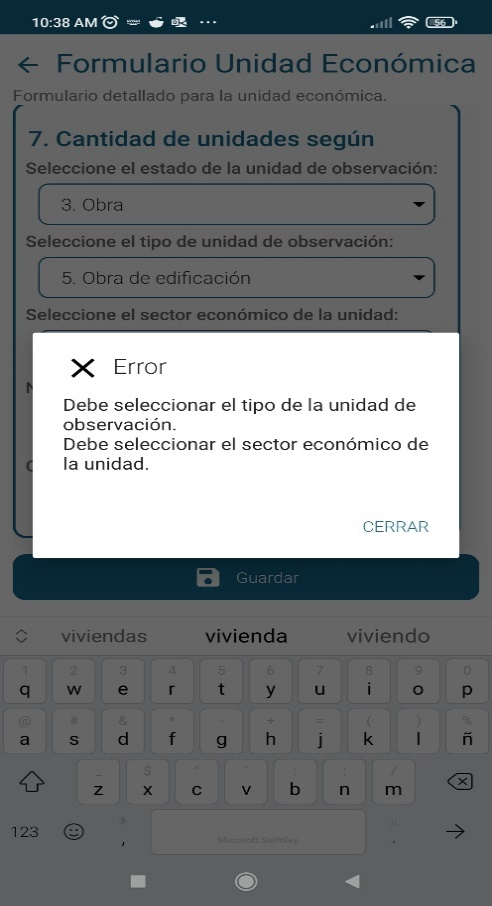 10:38 AM
56
Formulario Unidad Económica
Formulario detallado para la unidad económica.
7. Cantidad de unidades según
Seleccione el estado de la unidad de observación:
3. Obra
Seleccione el tipo de unidad de observación:
5. Obra de edificación
Seleccione el sector económico de la unidad:
Error
Debe seleccionar el tipo de la unidad de
observación.
Debe seleccionar el sector económico de
la unidad.
CERRAR
Guardar
viviendas vivienda viviendo
1 2 3 4 5 6 7 8 9 0
q w e r t y u i o p
@ # & * - + = ( ) %
a s d f g h j k l ñ
_ $ " ' : ; /
z x c v b n m
123 , Microsoft SwiftKey .